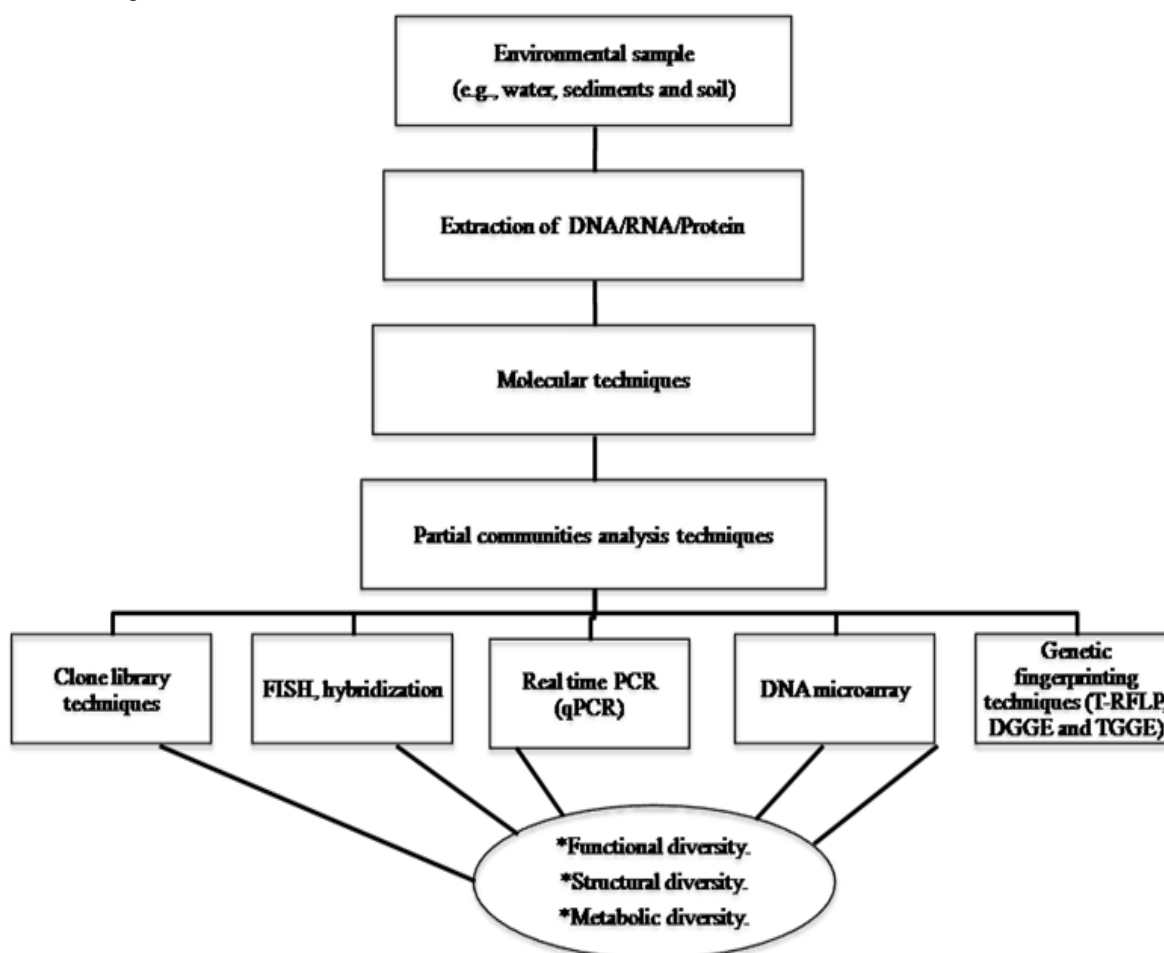 Environmental sample
(e.g., water, sediments and soil)
Extraction of DNA/RNA/Protein
Molecular techniques
Partial communities analysis techniques
Clone library
techniques
FISH, hybridization
Real time PCR
(qPCR)
DNA microarray
Genetic
fingerprinting
techniques (T-RFLP,
DGGE and TGGE)
*Functional diversity.
*Structural diversity.
*Metabolic diversity.